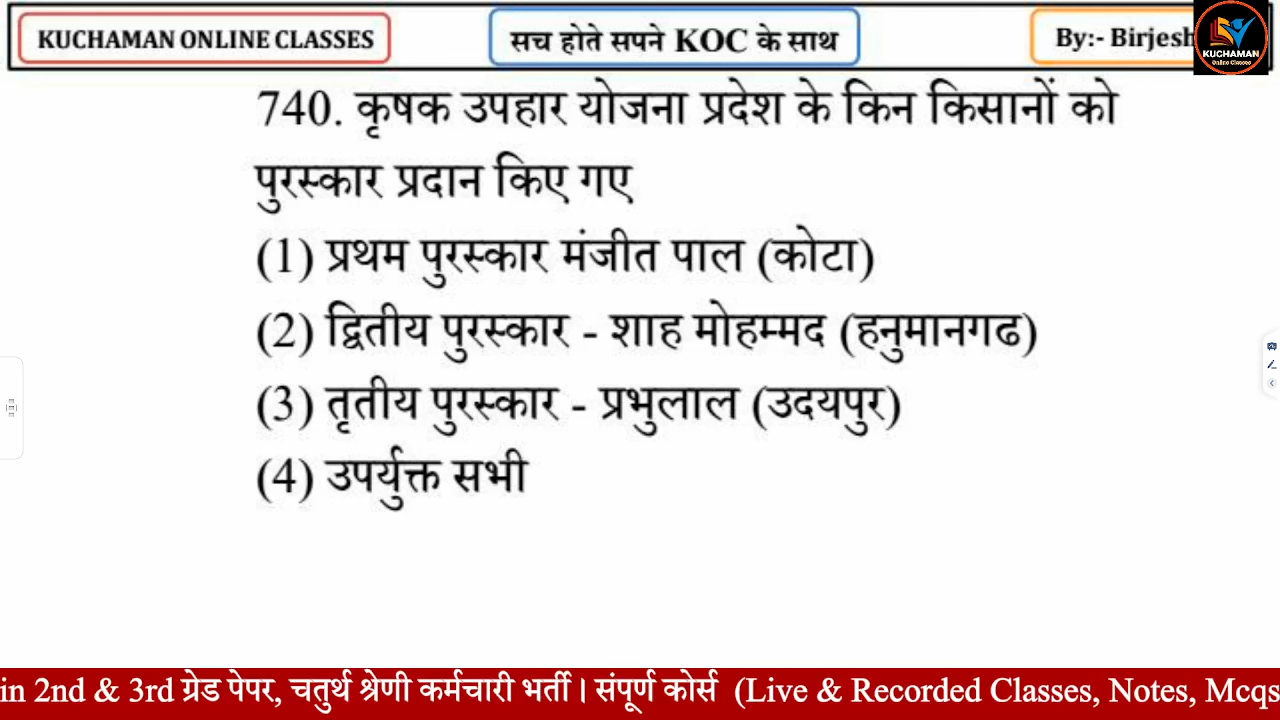 KUCHAMAN ONLINE CLASSES
सच होते सपने KOC के साथ
By:- Birjesh
KUCHAMAN
Online Classes
740. कृषक उपहार योजना प्रदेश के किन किसानों को
पुरस्कार प्रदान किए गए
(1) प्रथम पुरस्कार मंजीत पाल (कोटा)
(2) द्वितीय पुरस्कार - शाह मोहम्मद (हनुमानगढ)
(3) तृतीय पुरस्कार - प्रभुलाल (उदयपुर)
(4) उपर्युक्त सभी
in 2nd & 3rd ग्रेड पेपर, चतुर्थ श्रेणी कर्मचारी भर्ती। संपूर्ण कोर्स (Live & Recorded Classes, Notes, Mcqs